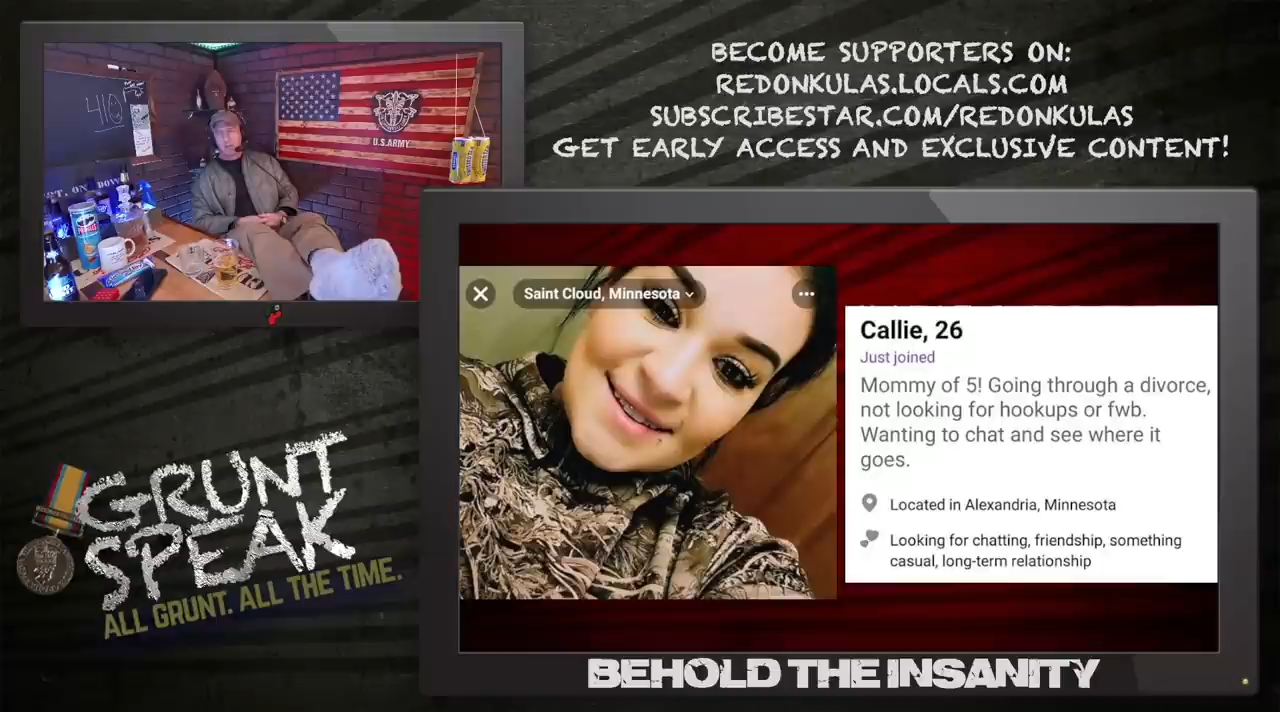 BECOME SUPPORTERS ON:
REDONKULAS.LOCALS.COM
SUBSCRIBESTAR.COM/REDONKULAS
GET EARLY ACCESS AND EXCLUSIVE CONTENT!
410
U.S.ARMY
PRINGLES
Saint Cloud, Minnesota
Callie, 26
Just joined
Mommy of 5! Going through a divorce,
not looking for hookups or fwb.
Wanting to chat and see where it
goes.
Located in Alexandria, Minnesota
Looking for chatting, friendship, something
casual, long-term relationship
GRUNT
SPEAK
ALL GRUNT. ALL THE TIME.
BEHOLD THE INSANITY